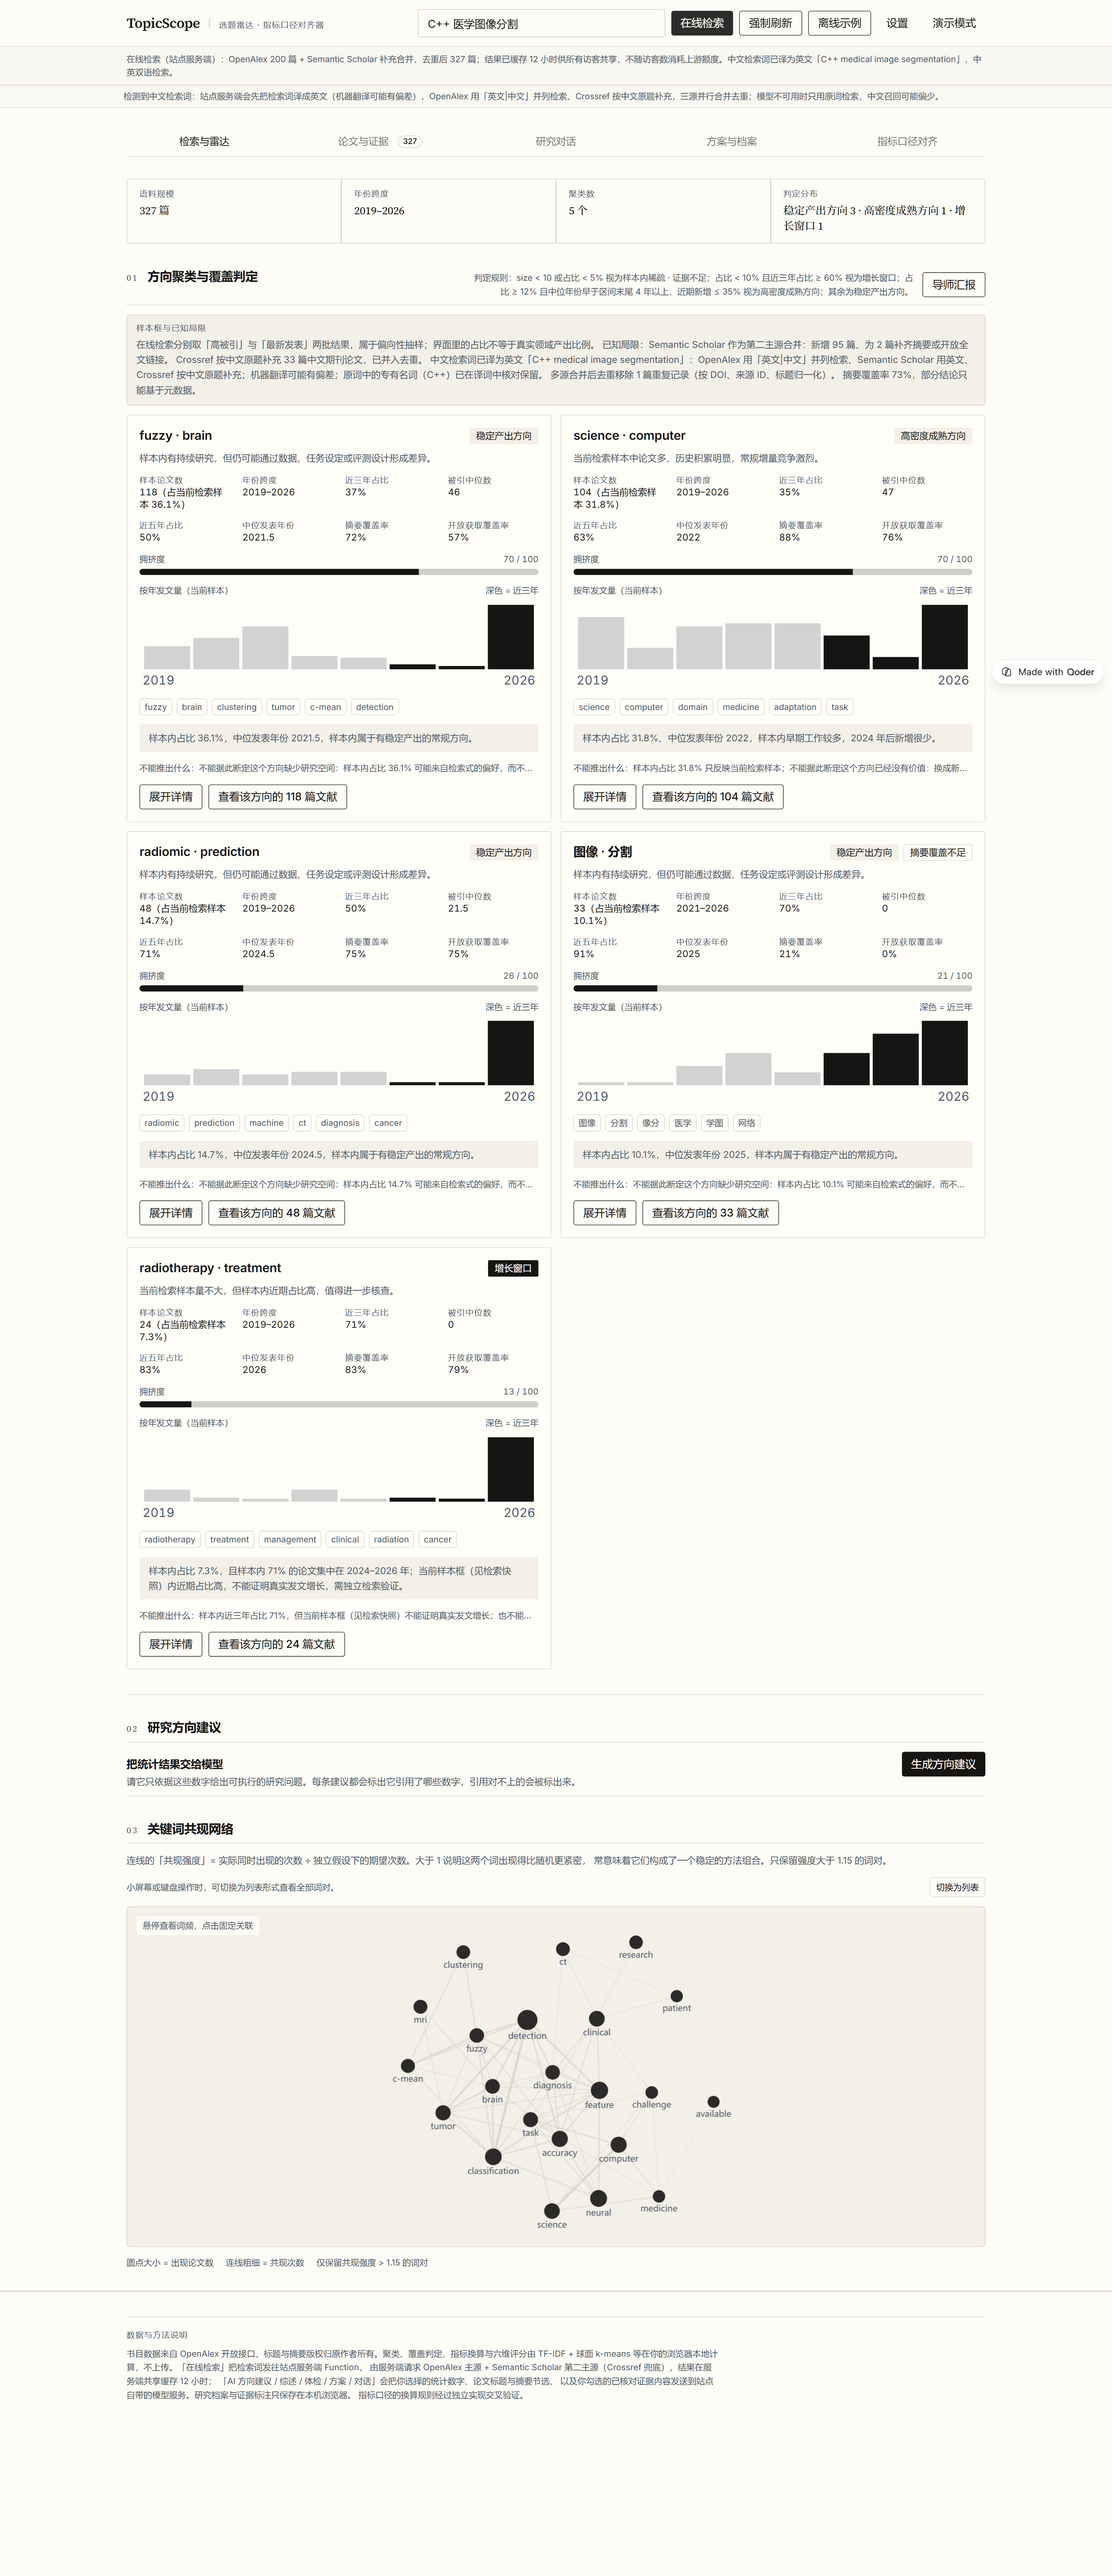 TopicScope
选题雷达 · 指标口径对齐器
C++ 医学图像分割
在线检索
强制刷新
离线示例
设置
演示模式
在线检索（站点服务端）：OpenAlex 200 篇 + Semantic Scholar 补充合并，去重后 327 篇；结果已缓存 12 小时供所有访客共享，不随访客数消耗上游额度。中文检索词已译为英文「C++ medical image segmentation」，中
英双语检索。
检测到中文检索词：站点服务端会先把检索词译成英文（机器翻译可能有偏差），OpenAlex 用「英文|中文」并列检索、Crossref 按中文原题补充，三源并行合并去重；模型不可用时只用原词检索，中文召回可能偏少。
检索与雷达
论文与证据 327
研究对话
方案与档案
指标口径对齐
语料规模
327 篇
年份跨度
2019–2026
聚类数
5 个
判定分布
稳定产出方向 3 · 高密度成熟方向 1 · 增
长窗口 1
01 方向聚类与覆盖判定
判定规则：size < 10 或占比 < 5% 视为样本内稀疏 · 证据不足；占比 < 10% 且近三年占比 ≥ 60% 视为增长窗口；占
比 ≥ 12% 且中位年份早于区间末尾 4 年以上、近期新增 ≤ 35% 视为高密度成熟方向；其余为稳定产出方向。
导师汇报
样本框与已知局限
在线检索分别取「高被引」与「最新发表」两批结果，属于偏向性抽样；界面里的占比不等于真实领域产出比例。 已知局限：Semantic Scholar 作为第二主源合并：新增 95 篇、为 2 篇补齐摘要或开放全
文链接。 Crossref 按中文原题补充 33 篇中文期刊论文，已并入去重。 中文检索词已译为英文「C++ medical image segmentation」：OpenAlex 用「英文|中文」并列检索、Semantic Scholar 用英文、
Crossref 按中文原题补充；机器翻译可能有偏差；原词中的专有名词（C++）已在译词中核对保留。 多源合并后去重移除 1 篇重复记录（按 DOI、来源 ID、标题归一化）。 摘要覆盖率 73%，部分结论只
能基于元数据。
fuzzy · brain
稳定产出方向
样本内有持续研究，但仍可能通过数据、任务设定或评测设计形成差异。
样本论文数 年份跨度 近三年占比 被引中位数
118（占当前检索样 2019–2026 37% 46
本 36.1%）
近五年占比 中位发表年份 摘要覆盖率 开放获取覆盖率
50% 2021.5 72% 57%
拥挤度 70 / 100
按年发文量（当前样本） 深色 = 近三年
2019 2026
fuzzy brain clustering tumor c-mean detection
样本内占比 36.1%，中位发表年份 2021.5，样本内属于有稳定产出的常规方向。
不能推出什么：不能据此断定这个方向缺少研究空间：样本内占比 36.1% 可能来自检索式的偏好，而不…
展开详情 查看该方向的 118 篇文献
science · computer
高密度成熟方向
当前检索样本中论文多、历史积累明显，常规增量竞争激烈。
样本论文数 年份跨度 近三年占比 被引中位数
104（占当前检索样 2019–2026 35% 47
本 31.8%）
近五年占比 中位发表年份 摘要覆盖率 开放获取覆盖率
63% 2022 88% 76%
拥挤度 70 / 100
按年发文量（当前样本） 深色 = 近三年
2019 2026
science computer domain medicine adaptation task
样本内占比 31.8%、中位发表年份 2022，样本内早期工作较多，2024 年后新增很少。
不能推出什么：样本内占比 31.8% 只反映当前检索样本；不能据此断定这个方向已经没有价值：换成新…
展开详情 查看该方向的 104 篇文献
radiomic · prediction
稳定产出方向
样本内有持续研究，但仍可能通过数据、任务设定或评测设计形成差异。
样本论文数 年份跨度 近三年占比 被引中位数
48（占当前检索样本 2019–2026 50% 21.5
14.7%）
近五年占比 中位发表年份 摘要覆盖率 开放获取覆盖率
71% 2024.5 75% 75%
拥挤度 26 / 100
按年发文量（当前样本） 深色 = 近三年
2019 2026
radiomic prediction machine ct diagnosis cancer
样本内占比 14.7%，中位发表年份 2024.5，样本内属于有稳定产出的常规方向。
不能推出什么：不能据此断定这个方向缺少研究空间：样本内占比 14.7% 可能来自检索式的偏好，而不…
展开详情 查看该方向的 48 篇文献
图像 · 分割
稳定产出方向 摘要覆盖不足
样本内有持续研究，但仍可能通过数据、任务设定或评测设计形成差异。
样本论文数 年份跨度 近三年占比 被引中位数
33（占当前检索样本 2021–2026 70% 0
10.1%）
近五年占比 中位发表年份 摘要覆盖率 开放获取覆盖率
91% 2025 21% 0%
拥挤度 21 / 100
按年发文量（当前样本） 深色 = 近三年
2019 2026
图像 分割 像分 医学 学图 网络
样本内占比 10.1%，中位发表年份 2025，样本内属于有稳定产出的常规方向。
不能推出什么：不能据此断定这个方向缺少研究空间：样本内占比 10.1% 可能来自检索式的偏好，而不…
展开详情 查看该方向的 33 篇文献
radiotherapy · treatment
增长窗口
当前检索样本量不大，但样本内近期占比高，值得进一步核查。
样本论文数 年份跨度 近三年占比 被引中位数
24（占当前检索样本 2019–2026 71% 0
7.3%）
近五年占比 中位发表年份 摘要覆盖率 开放获取覆盖率
83% 2026 83% 79%
拥挤度 13 / 100
按年发文量（当前样本） 深色 = 近三年
2019 2026
radiotherapy treatment management clinical radiation cancer
样本内占比 7.3%，且样本内 71% 的论文集中在 2024–2026 年；当前样本框（见检索快
照）内近期占比高，不能证明真实发文增长，需独立检索验证。
不能推出什么：样本内近三年占比 71%，但当前样本框（见检索快照）不能证明真实发文增长；也不能…
展开详情 查看该方向的 24 篇文献
Made with Qoder
02 研究方向建议
把统计结果交给模型
请它只依据这些数字给出可执行的研究问题。每条建议都会标出它引用了哪些数字，引用对不上的会被标出来。
生成方向建议
03 关键词共现网络
连线的「共现强度」= 实际同时出现的次数 ÷ 独立假设下的期望次数。大于 1 说明这两个词出现得比随机更紧密， 常意味着它们构成了一个稳定的方法组合。只保留强度大于 1.15 的词对。
小屏幕或键盘操作时，可切换为列表形式查看全部词对。
切换为列表
悬停查看词频，点击固定关联
research
clustering
ct
patient
mri
detection
clinical
fuzzy
c-mean
diagnosis
brain
feature
challenge
available
tumor
task
accuracy
computer
classification
medicine
neural
science
圆点大小 = 出现论文数 连线粗细 = 共现次数 仅保留共现强度 > 1.15 的词对
数据与方法说明
书目数据来自 OpenAlex 开放接口，标题与摘要版权归原作者所有。聚类、覆盖判定、指标换算与六维评分由 TF-IDF + 球面 k-means 等在你的浏览器本地计
算，不上传。「在线检索」把检索词发往站点服务端 Function， 由服务端请求 OpenAlex 主源 + Semantic Scholar 第二主源（Crossref 兜底），结果在服
务端共享缓存 12 小时； 「AI 方向建议 / 综述 / 体检 / 方案 / 对话」会把你选择的统计数字、论文标题与摘要节选、 以及你勾选的已核对证据内容发送到站点
自带的模型服务。研究档案与证据标注只保存在本机浏览器。 指标口径的换算规则经过独立实现交叉验证。